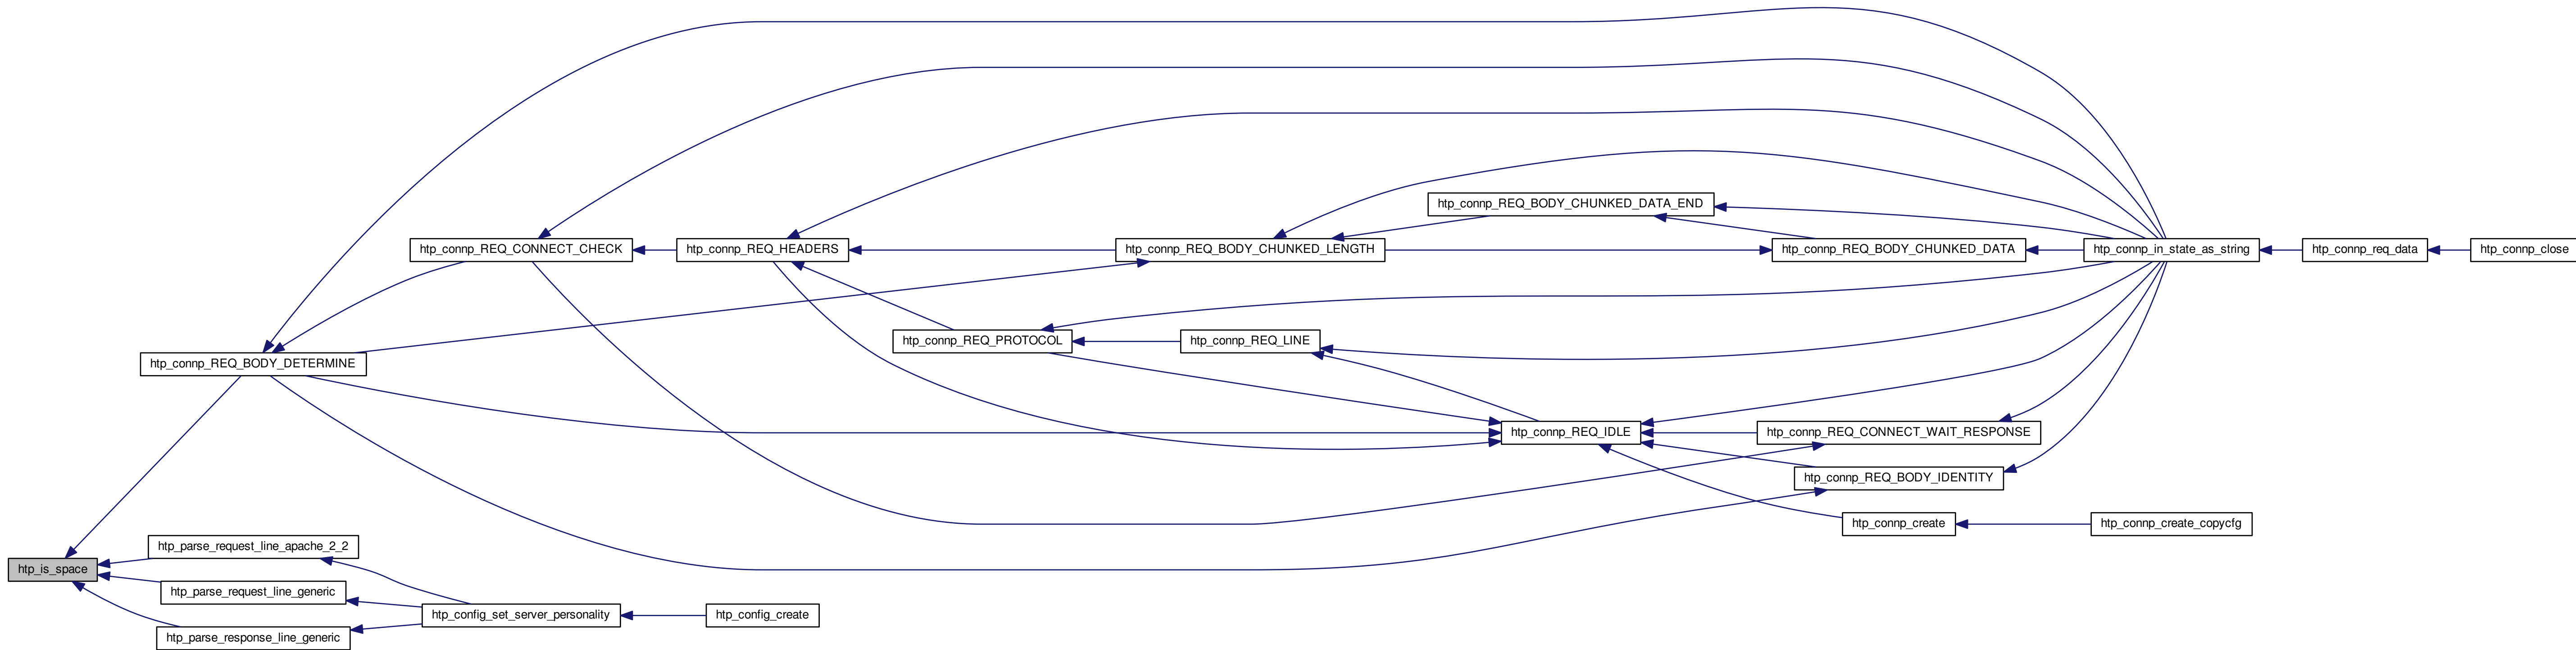 htp_connp_REQ_BODY_CHUNKED_DATA_END
htp_connp_REQ_CONNECT_CHECK
htp_connp_REQ_HEADERS
htp_connp_REQ_BODY_CHUNKED_LENGTH
htp_connp_REQ_BODY_CHUNKED_DATA
htp_connp_in_state_as_string
htp_connp_req_data
htp_connp_close
htp_connp_REQ_PROTOCOL
htp_connp_REQ_LINE
htp_connp_REQ_BODY_DETERMINE
htp_connp_REQ_IDLE
htp_connp_REQ_CONNECT_WAIT_RESPONSE
htp_connp_REQ_BODY_IDENTITY
htp_connp_create
htp_connp_create_copycfg
htp_parse_request_line_apache_2_2
htp_is_space
htp_parse_request_line_generic
htp_config_set_server_personality
htp_config_create
htp_parse_response_line_generic